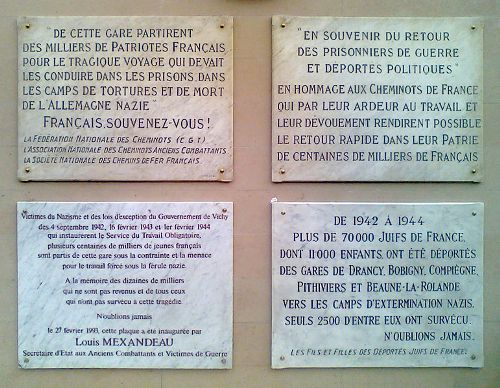 "DE CETTE GARE PARTIRENT
DES MILLIERS DE PATRIOTES FRANÇAIS
POUR LE TRAGIQUE VOYAGE QUI DEVAIT
LES CONDUIRE DANS LES PRISONS, DANS
LES CAMPS DE TORTURES ET DE MORT
DE L'ALLEMAGNE NAZIE"
FRANÇAIS, SOUVENEZ-VOUS!
LA FÉDÉRATION NATIONALE DES CHEMINOTS (C.G.T.)
L'ASSOCIATION NATIONALE DES CHEMINOTS ANCIENS COMBATTANTS
LA SOCIÉTÉ NATIONALE DES CHEMINS DE FER FRANÇAIS.
"EN SOUVENIR DU RETOUR
DES PRISONNIERS DE GUERRE
ET DÉPORTÉS POLITIQUES"
EN HOMMAGE AUX CHEMINOTS DE FRANCE
QUI PAR LEUR ARDEUR AU TRAVAIL ET
LEUR DÉVOUEMENT RENDIRENT POSSIBLE
LE RETOUR RAPIDE DANS LEUR PATRIE
DE CENTAINES DE MILLIERS DE FRANÇAIS
Victimes du Nazisme et des lois d'exception du Gouvernement de Vichy
des 4 septembre 1942, 16 février 1943 et 1er février 1944
qui instaurèrent le Service du Travail Obligatoire,
plusieurs centaines de milliers de jeunes français
sont partis de cette gare sous la contrainte et la menace
pour le travail forcé sous la férule nazie.
A la mémoire des dizaines de milliers
qui ne sont pas revenus et de tous ceux
qui n'ont pas survécu à cette tragédie.
N'oublions jamais
le 27 février 1993, cette plaque a été inaugurée par
Louis MEXANDEAU
Secrétaire d'Etat aux Anciens Combattants et Victimes de Guerre
DE 1942 À 1944
PLUS DE 70000 JUIFS DE FRANCE,
DONT 11000 ENFANTS ONT ÉTÉ DÉPORTÉS
DES GARES DE DRANCY, BOBIGNY, COMPIÈGNE,
PITHIVIERS ET BEAUNE-LA-ROLANDE
VERS LES CAMPS D'EXTERMINATION NAZIS.
SEULS 2500 D'ENTRE EUX ONT SURVÉCU.
N'OUBLIONS JAMAIS.
LES FILS ET FILLES DES DÉPORTÉS JUIFS DE FRANCE.